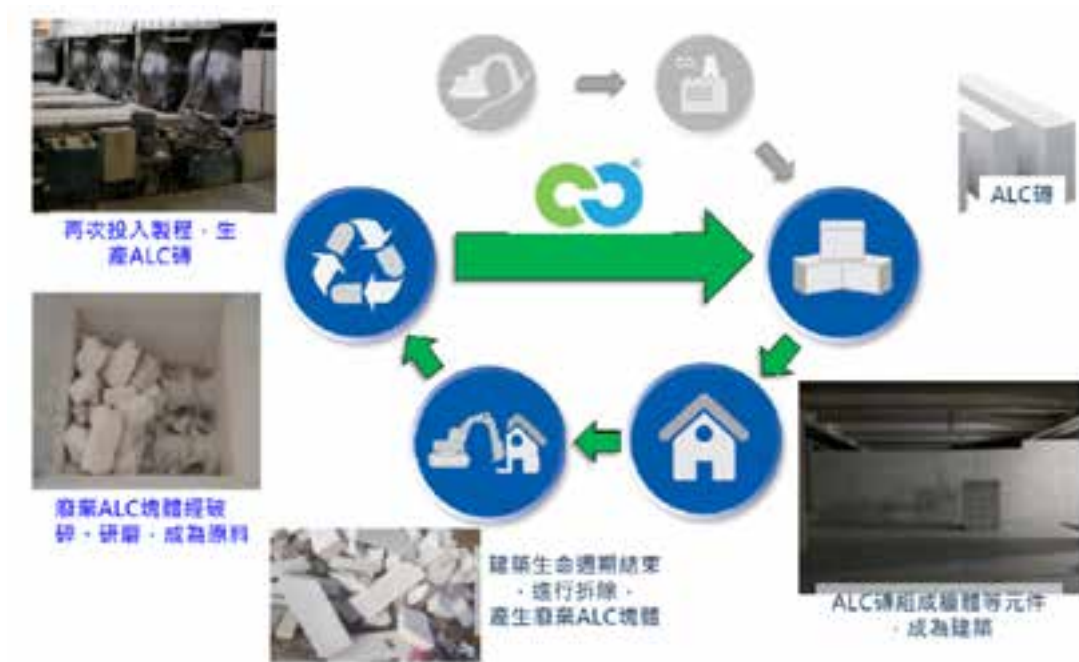 ALC磚
再次投入製程，生
產ALC磚
廢棄ALC塊體經破
碎、研磨，成為原料
建築生命週期結束
，進行拆除，
產生廢棄ALC塊體
ALC磚組成牆體等元件
，成為建築